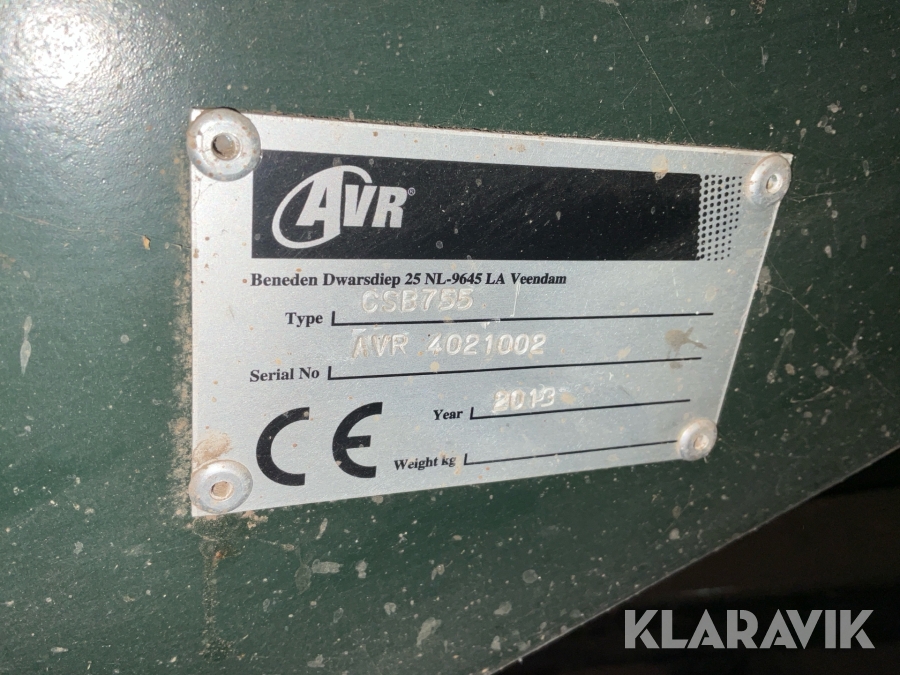 AVR®
Beneden Dwarsdiep 25 NL-9645 LA Veendam
Type CSB755
Serial No AVR 4021002
Year 2013
Weight kg
CE
KLARAVIK